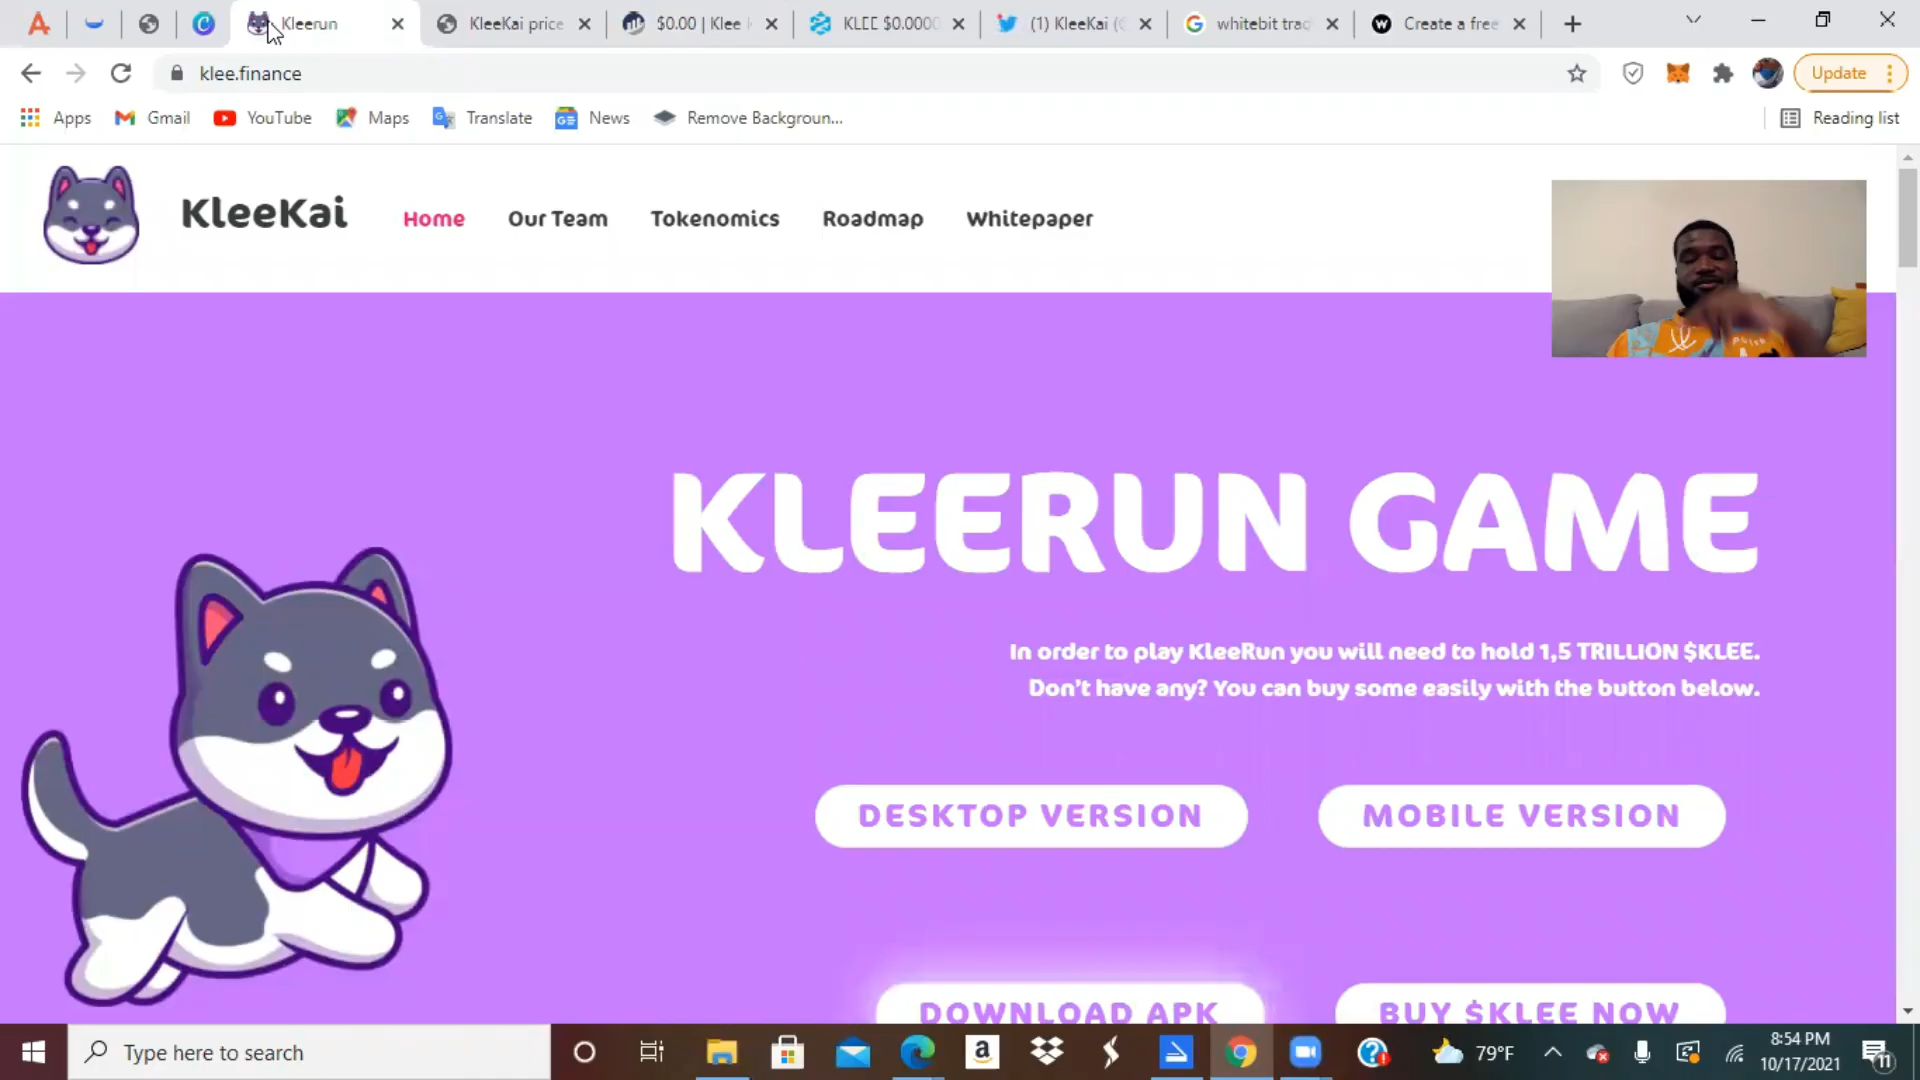 Kleerun
KleeKai price
$0.00 | Klee
KLEE $0.0000
(1) KleeKai (
whitebit trad
Create a free
klee.finance
Update
Apps
Gmail
YouTube
Maps
Translate
News
Remove Backgroun...
Reading list
KleeKai
Home
Our Team
Tokenomics
Roadmap
Whitepaper
KLEERUN GAME
In order to play KleeRun you will need to hold 1,5 TRILLION $KLEE.
Don't have any? You can buy some easily with the button below.
DESKTOP VERSION
MOBILE VERSION
DOWNLOAD APK
BUY $KLEE NOW
Type here to search
79°F
8:54 PM
10/17/2021
11